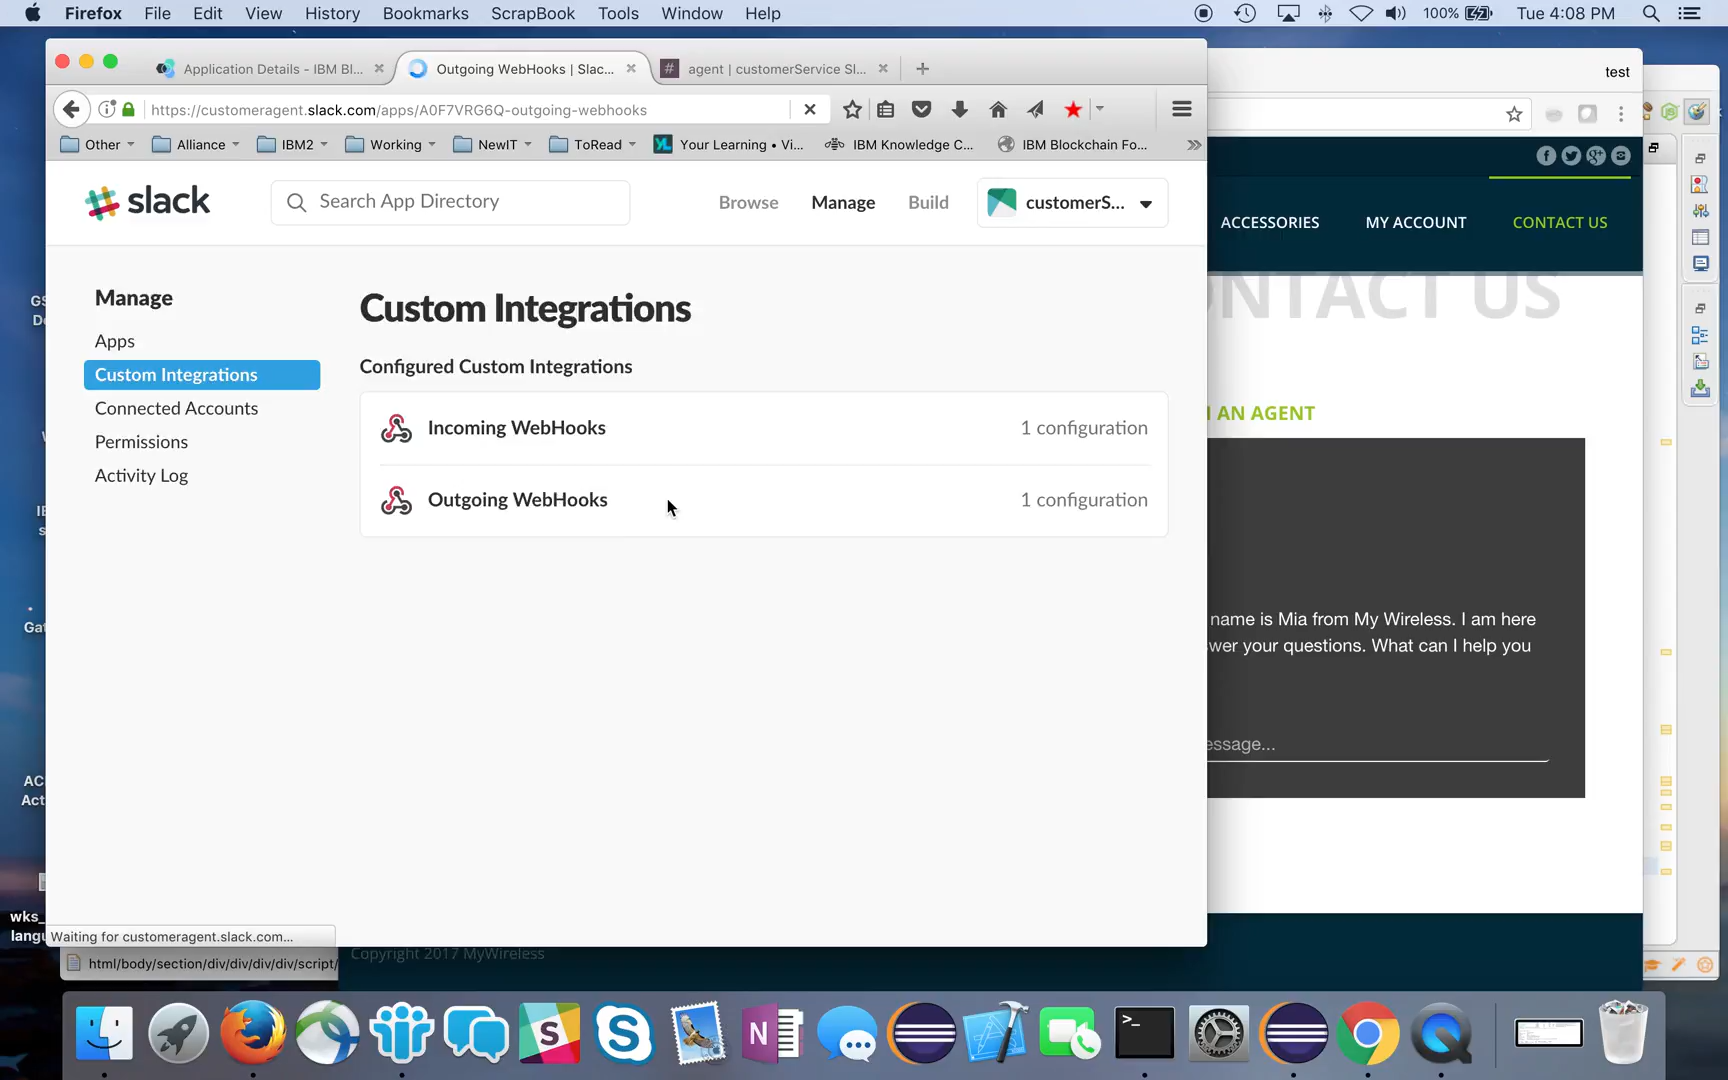 Firefox File Edit View History Bookmarks ScrapBook Tools Window Help 100% Tue 4:08 PM
Application Details - IBM Bl... Outgoing WebHooks | Slac... agent | customerService Sl...
test
https://customeragent.slack.com/apps/A0F7VRG6Q-outgoing-webhooks
Other Alliance IBM2 Working NewIT ToRead Your Learning • Vi... IBM Knowledge C... IBM Blockchain Fo...
slack Search App Directory Browse Manage Build customerS...
ACCESSORIES MY ACCOUNT CONTACT US
Manage
Apps
Custom Integrations
Connected Accounts
Permissions
Activity Log
Custom Integrations
Configured Custom Integrations
Incoming WebHooks 1 configuration
Outgoing WebHooks 1 configuration
ONTACT US
AN AGENT
name is Mia from My Wireless. I am here
wer your questions. What can I help you
essage...
Waiting for customeragent.slack.com...
html/body/section/div/div/div/div/script/
Copyright 2017 MyWireless
wks_
langu